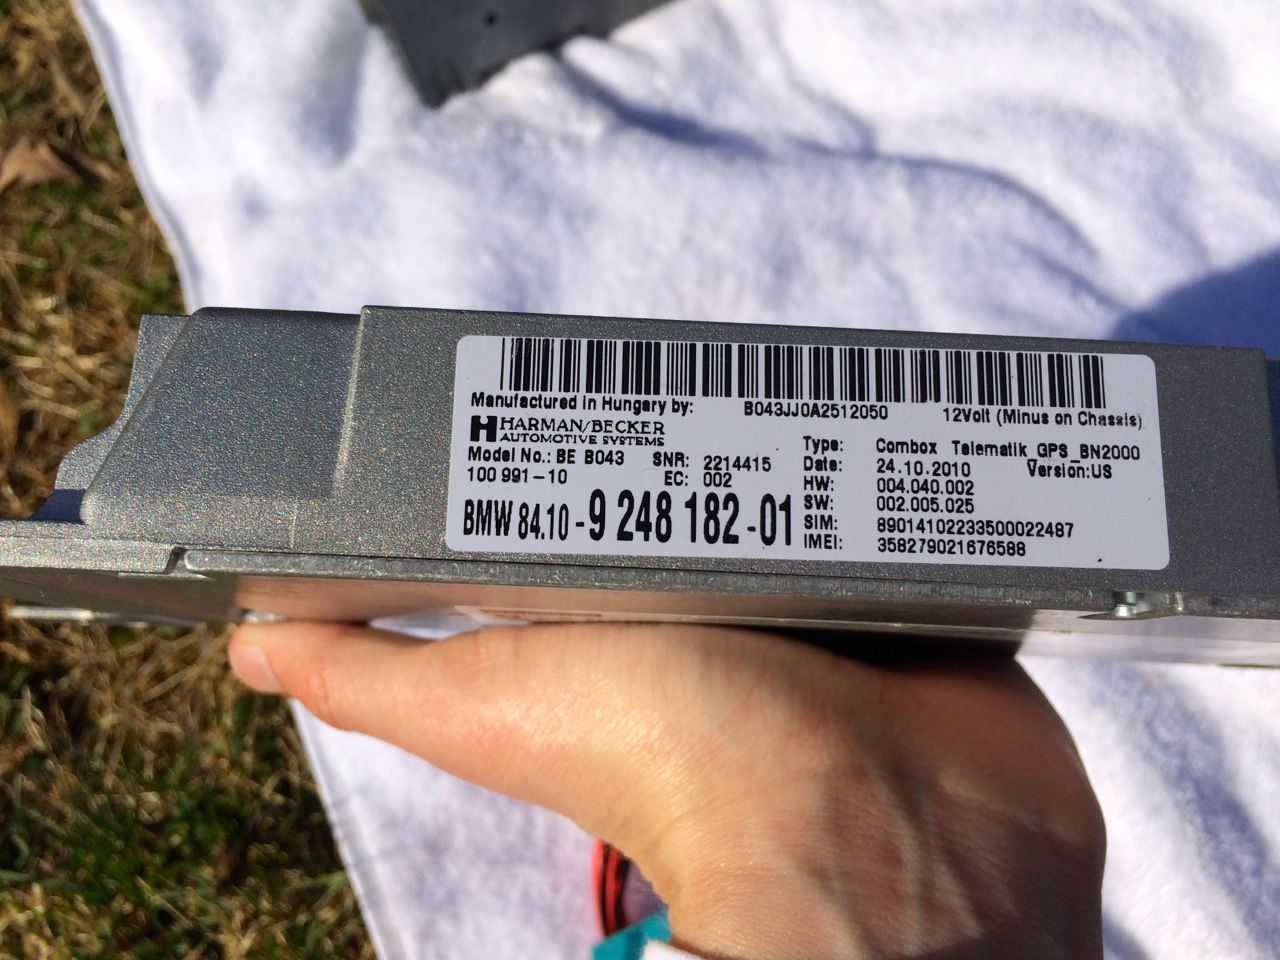 Manufactured in Hungary by: B043JJ0A2512050 12Volt (Minus on Chassis)
HARMAN/BECKER
AUTOMOTIVE SYSTEMS
Model No.: BE B043 SNR: 2214415
100 991-10 EC: 002
BMW 84.10-9 248 182-01
Type: Combox Telematik_GPS_BN2000
Date: 24.10.2010 Version:US
HW: 004.040.002
SW: 002.005.025
SIM: 89014102233500022487
IMEI: 358279021676588